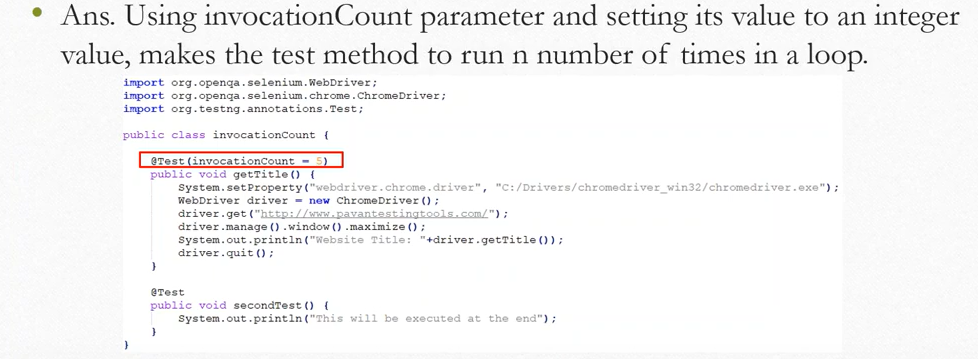 • Ans. Using invocationCount parameter and setting its value to an integer
value, makes the test method to run n number of times in a loop.
import org.openqa.selenium.WebDriver;
import org.openqa.selenium.chrome.ChromeDriver;
import org.testng.annotations.Test;
public class invocationCount {
@Test(invocationCount = 5)
public void getTitle() {
System.setProperty("webdriver.chrome.driver", "C:/Drivers/chromedriver_win32/chromedriver.exe");
WebDriver driver = new ChromeDriver();
driver.get("http://www.pavantestingtools.com/");
driver.manage().window().maximize();
System.out.println("Website Title: "+driver.getTitle());
driver.quit();
}
@Test
public void secondTest() {
System.out.println("This will be executed at the end");
}
}